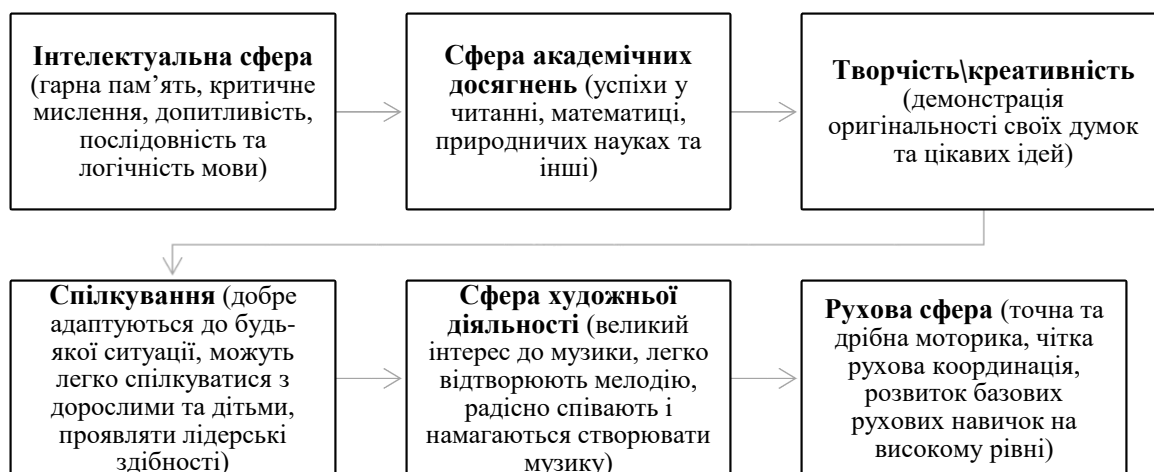 Інтелектуальна сфера
(гарна пам’ять, критичне
мислення, допитливість,
послідовність та
логічність мови)
Сфера академічних
досягнень (успіхи у
читанні, математиці,
природничих науках та
інші)
Творчість\креативність
(демонстрація
оригінальності своїх думок
та цікавих ідей)
Спілкування (добре
адаптуються до будь-
якої ситуації, можуть
легко спілкуватися з
дорослими та дітьми,
проявляти лідерські
здібності)
Сфера художньої
діяльності (великий
інтерес до музики, легко
відтворюють мелодію,
радісно співають і
намагаються створювати
музику)
Рухова сфера (точна та
дрібна моторика, чітка
рухова координація,
розвиток базових
рухових навичок на
високому рівні)